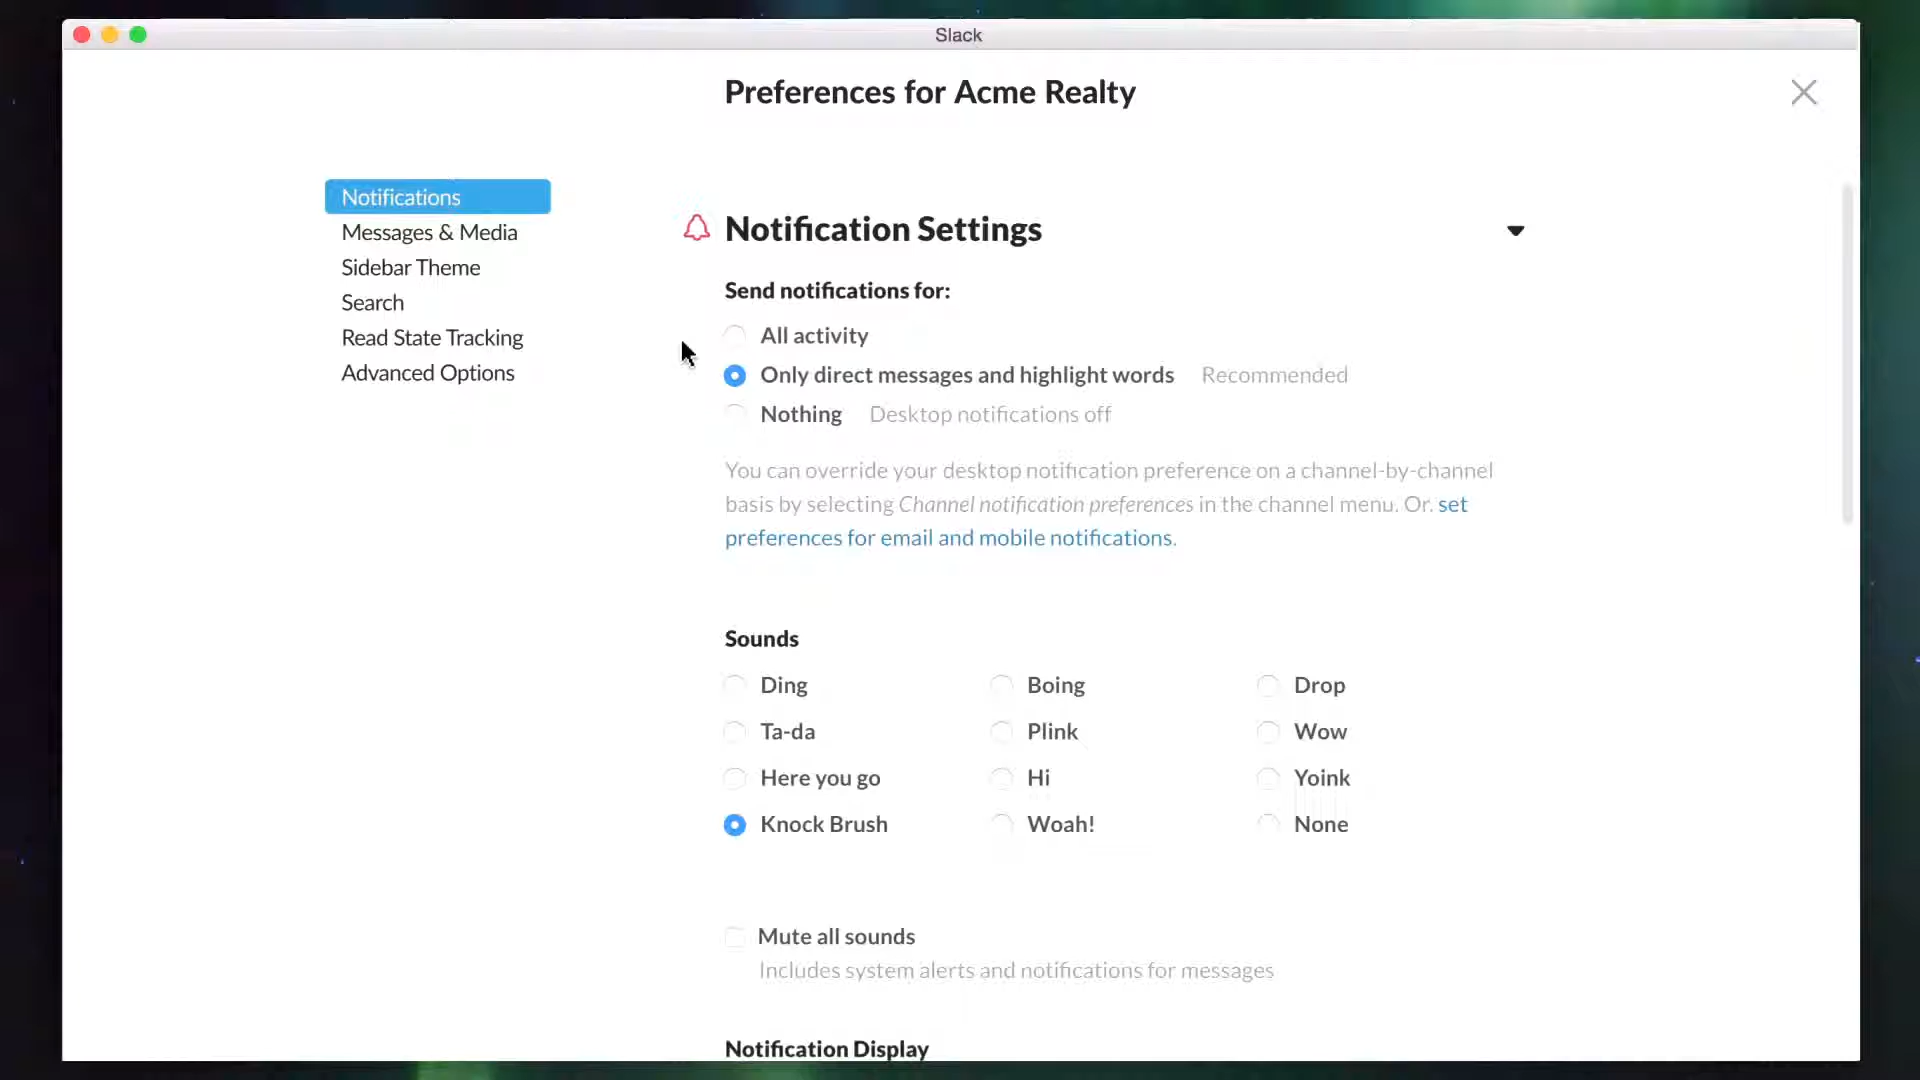 Slack
Preferences for Acme Realty
Notifications
Messages & Media
Sidebar Theme
Search
Read State Tracking
Advanced Options
Notification Settings
Send notifications for:
All activity
Only direct messages and highlight words Recommended
Nothing Desktop notifications off
You can override your desktop notification preference on a channel-by-channel
basis by selecting Channel notification preferences in the channel menu. Or. set
preferences for email and mobile notifications.
Sounds
Ding Boing Drop
Ta-da Plink Wow
Here you go Hi Yoink
Knock Brush Woah! None
Mute all sounds
Includes system alerts and notifications for messages
Notification Display